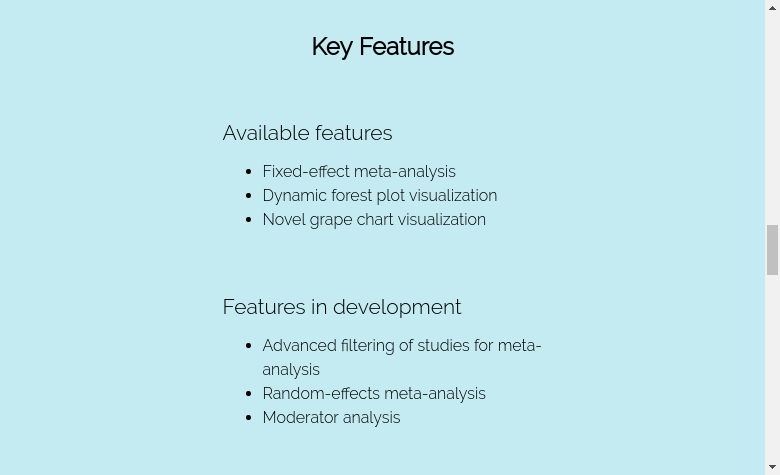 Key Features
Available features
Fixed-effect meta-analysis
Dynamic forest plot visualization
Novel grape chart visualization
Features in development
Advanced filtering of studies for meta-
analysis
Random-effects meta-analysis
Moderator analysis